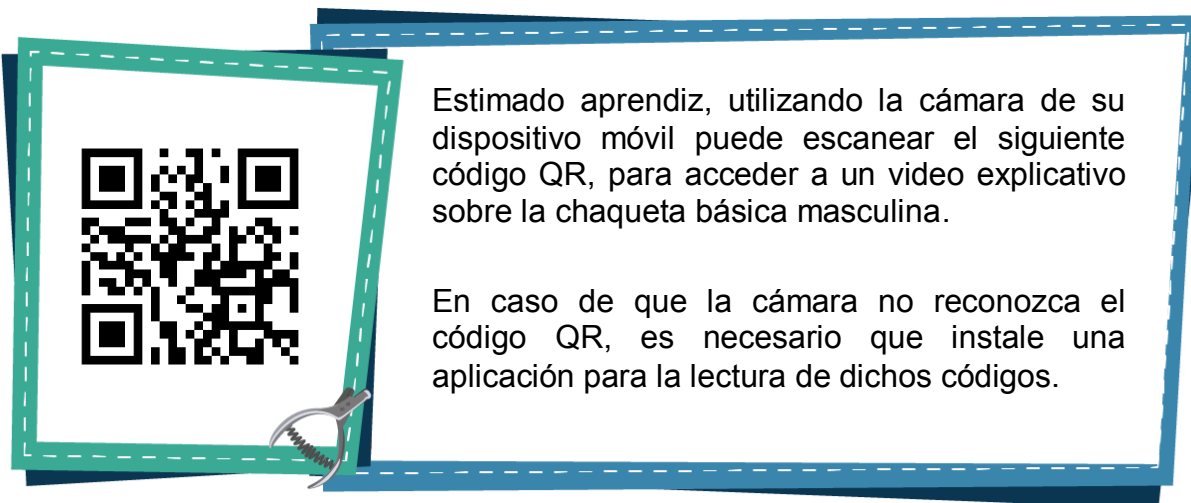 Estimado aprendiz, utilizando la cámara de su
dispositivo móvil puede escanear el siguiente
código QR, para acceder a un video explicativo
sobre la chaqueta básica masculina.
En caso de que la cámara no reconozca el
código QR, es necesario que instale una
aplicación para la lectura de dichos códigos.